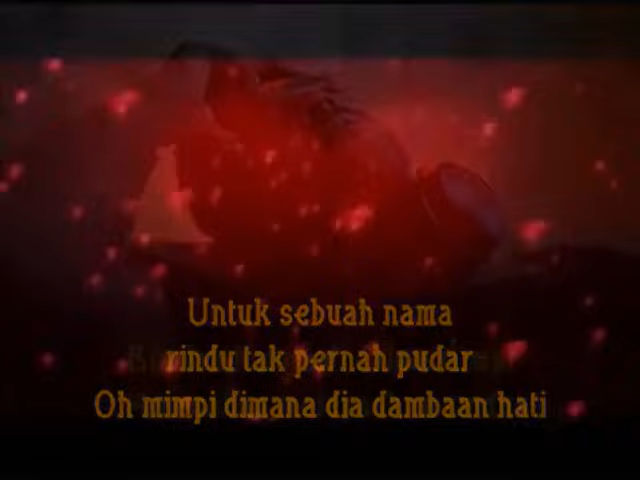 Untuk sebuah nama
rindu tak pernah pudar
Oh mimpi dimana dia dambaan hati